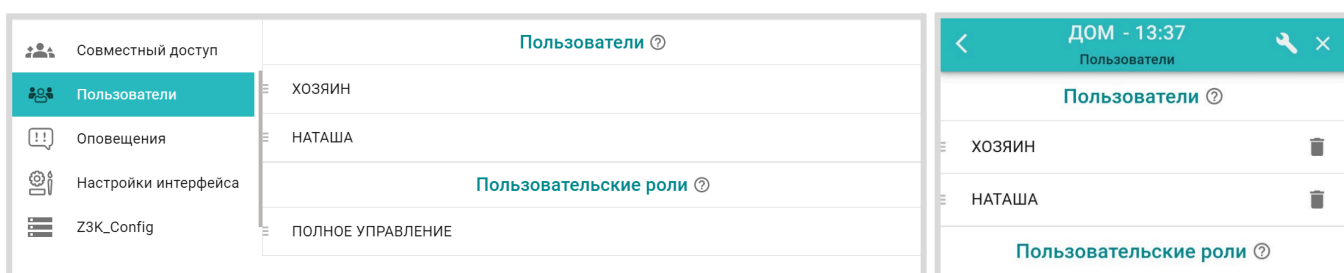 Совместный доступ
Пользователи
Оповещения
Настройки интерфейса
Z3K_Config
Пользователи ?
ХОЗЯИН
НАТАША
Пользовательские роли ?
ПОЛНОЕ УПРАВЛЕНИЕ
ДОМ - 13:37
Пользователи
Пользователи ?
ХОЗЯИН
НАТАША
Пользовательские роли ?